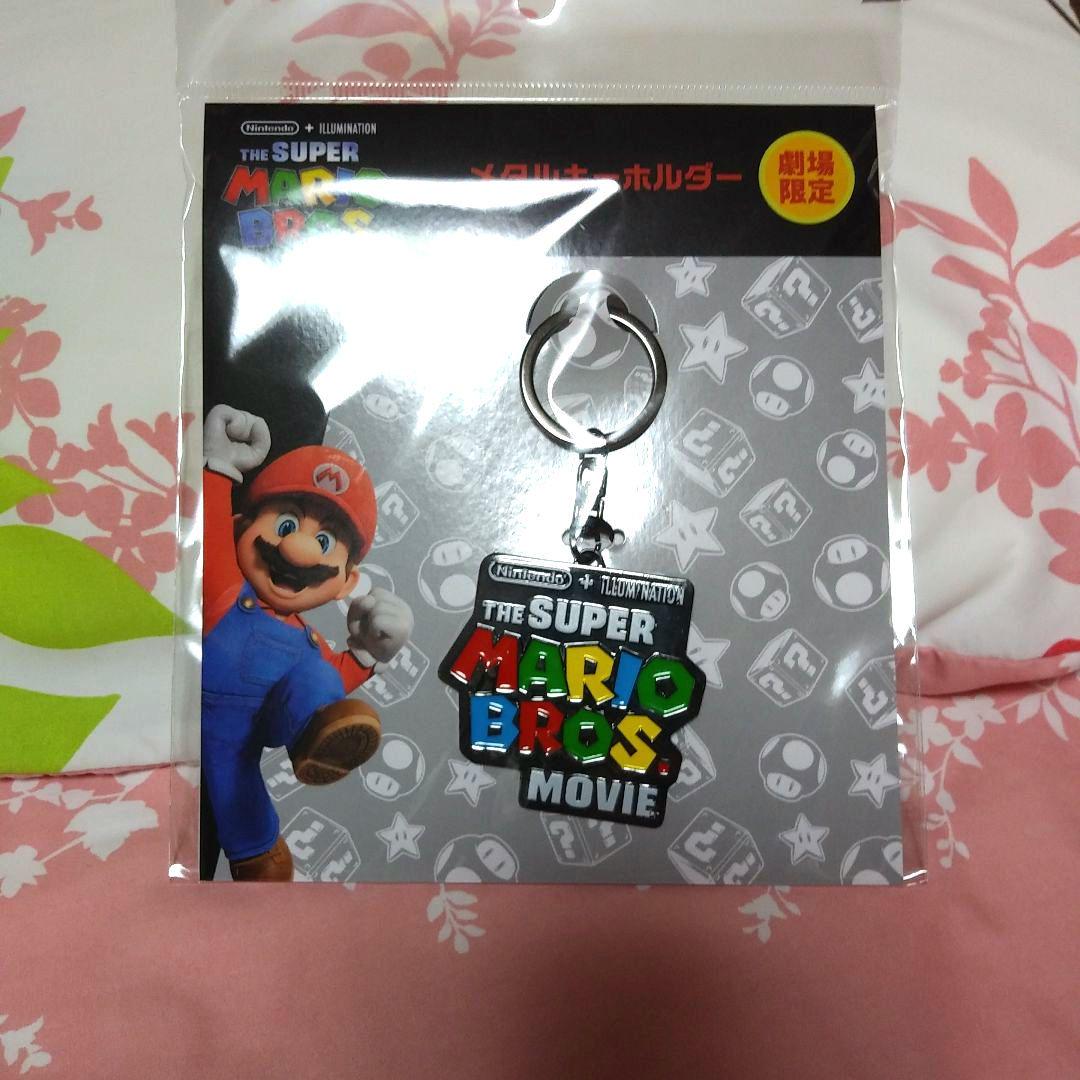 Nintendo + ILLUMINATION
THE SUPER
MARIO
BROS
メタルキーホルダー
劇場
限定
M
Nintendo + ILLUMINATION
THE SUPER
MARIO
BROS.
MOVIE